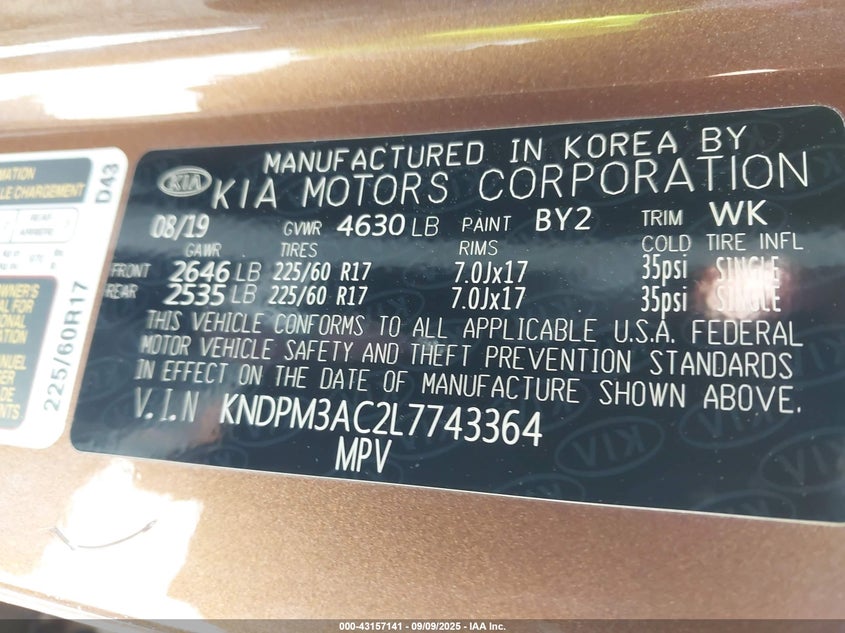 MANUFACTURED IN KOREA BY
KIA KIA MOTORS CORPORATION
08/19 GVWR 4630 LB PAINT BY2 TRIM WK
GAWR TIRES RIMS COLD TIRE INFL
FRONT 2646 LB 225/60 R17 7.0Jx17 35psi SINGLE
REAR 2535 LB 225/60 R17 7.0Jx17 35psi SINGLE
THIS VEHICLE CONFORMS TO ALL APPLICABLE U.S.A. FEDERAL
MOTOR VEHICLE SAFETY AND THEFT PREVENTION STANDARDS
IN EFFECT ON THE DATE OF MANUFACTURE SHOWN ABOVE.
V.I.N KNDPM3AC2L7743364
MPV
CHARGEMENT
D43
REAR
ARRIERE
225/60R17
000-43157141 / 09/09/2025 - IAA Inc.